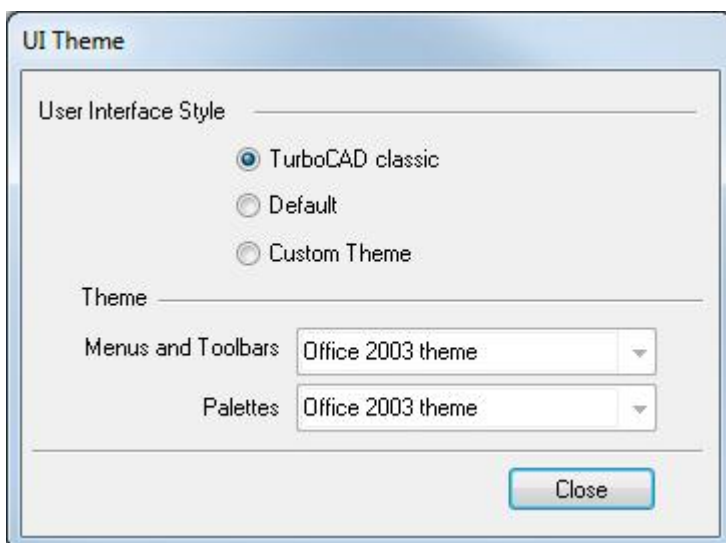 UI Theme
User Interface Style
TurboCAD classic
Default
Custom Theme
Theme
Menus and Toolbars Office 2003 theme
Palettes Office 2003 theme
Close